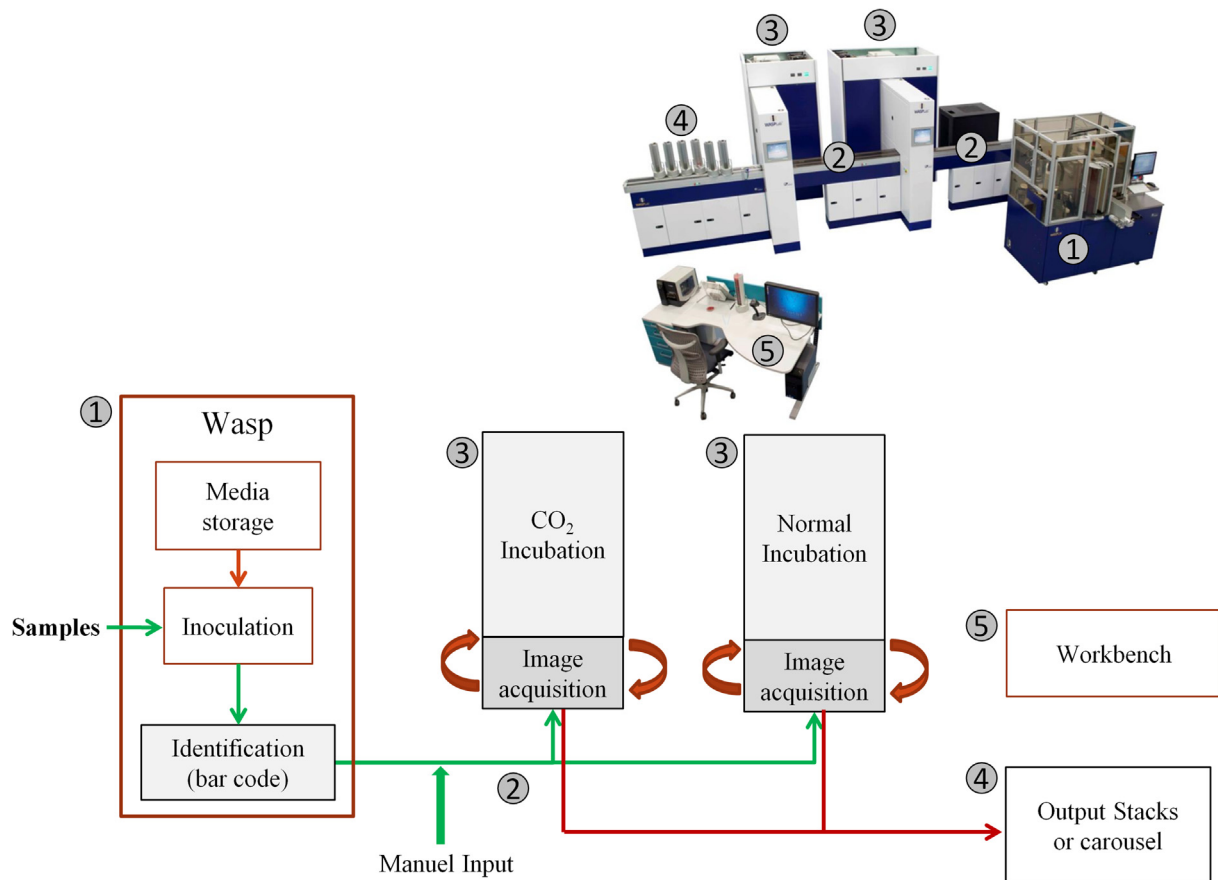 3
3
4
2
2
1
5
1
Wasp
Media
storage
Samples
Inoculation
Identification
(bar code)
3
CO₂
Incubation
Image
acquisition
3
Normal
Incubation
Image
acquisition
2
Manuel Input
5
Workbench
4
Output Stacks
or carousel